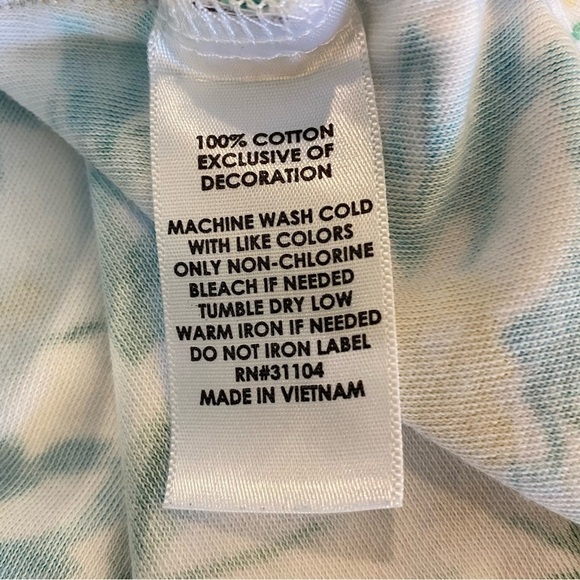 100% COTTON
EXCLUSIVE OF
DECORATION
MACHINE WASH COLD
WITH LIKE COLORS
ONLY NON-CHLORINE
BLEACH IF NEEDED
TUMBLE DRY LOW
WARM IRON IF NEEDED
DO NOT IRON LABEL
RN#31104
MADE IN VIETNAM